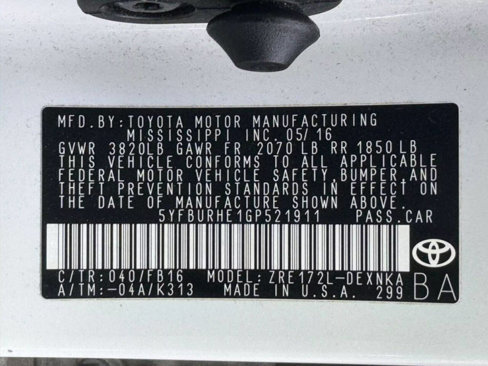 MFD.BY:TOYOTA MOTOR MANUFACTURING
MISSISSIPPI INC. 05/16
GVWR 3820LB GAWR FR 2070 LB RR 1850 LB
THIS VEHICLE CONFORMS TO ALL APPLICABLE
FEDERAL MOTOR VEHICLE SAFETY,BUMPER,AND
THEFT PREVENTION STANDARDS IN EFFECT ON
THE DATE OF MANUFACTURE SHOWN ABOVE.
5YFBURHE1GP521911 PASS.CAR
C/TR:040/FB16 MODEL:ZRE172L-DEXNKA
A/TM:-04A/K313 MADE IN U.S.A. 299 BA